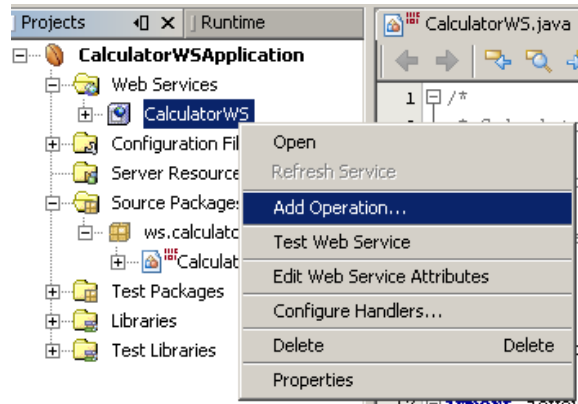 Projects
Runtime
CalculatorWS.java
CalculatorWSApplication
Web Services
1 /*
CalculatorWS
Configuration Fil
Open
Server Resource
Refresh Service
Source Package
Add Operation...
ws.calculato
Test Web Service
Calculat
Edit Web Service Attributes
Test Packages
Configure Handlers...
Libraries
Delete Delete
Test Libraries
Properties